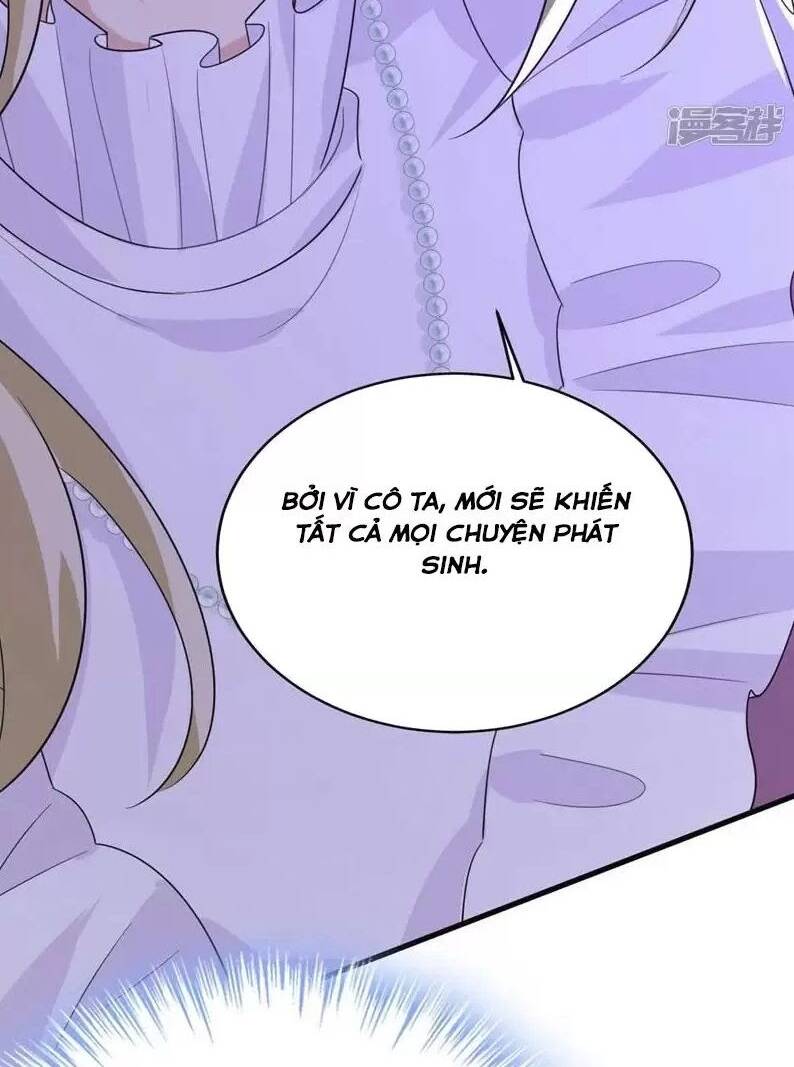 漫客栈
BỞI VÌ CÔ TA, MỚI SẼ KHIẾN
TẤT CẢ MỌI CHUYỆN PHÁT
SINH.